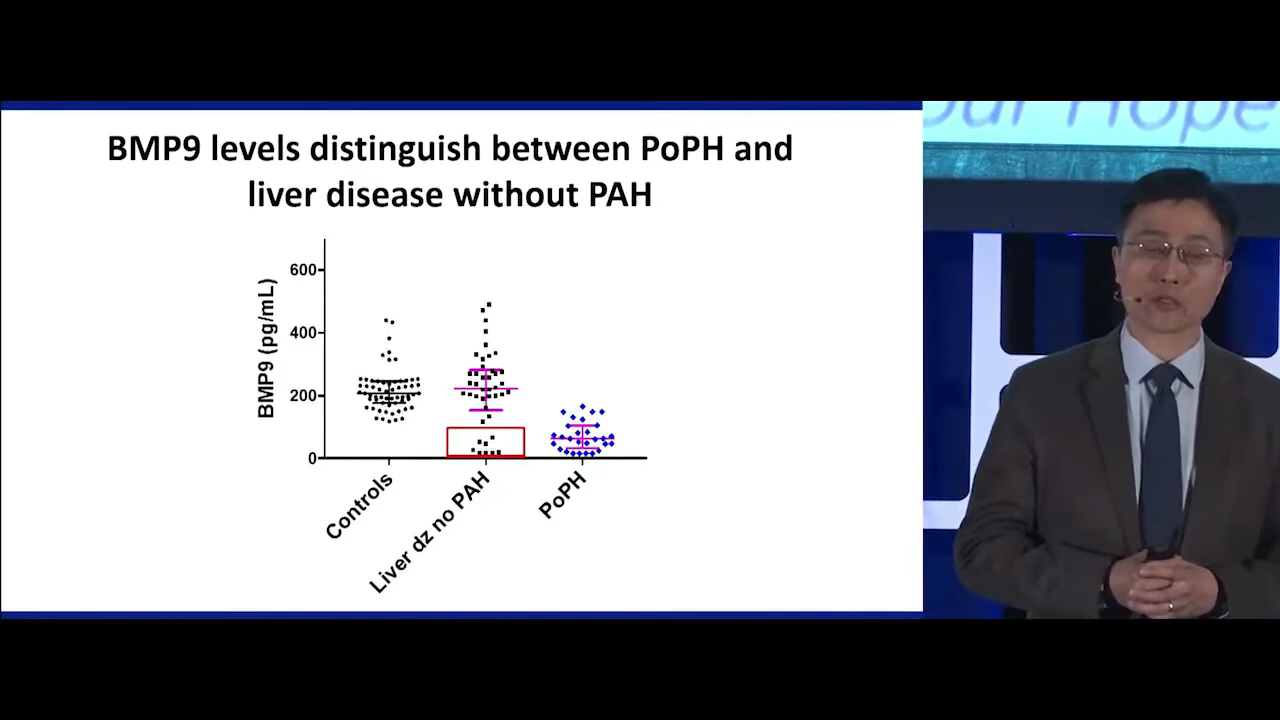 BMP9 levels distinguish between PoPH and
liver disease without PAH
BMP9 (pg/mL)
600
400
200
0
Controls
Liver dz no PAH
PoPH
Hope